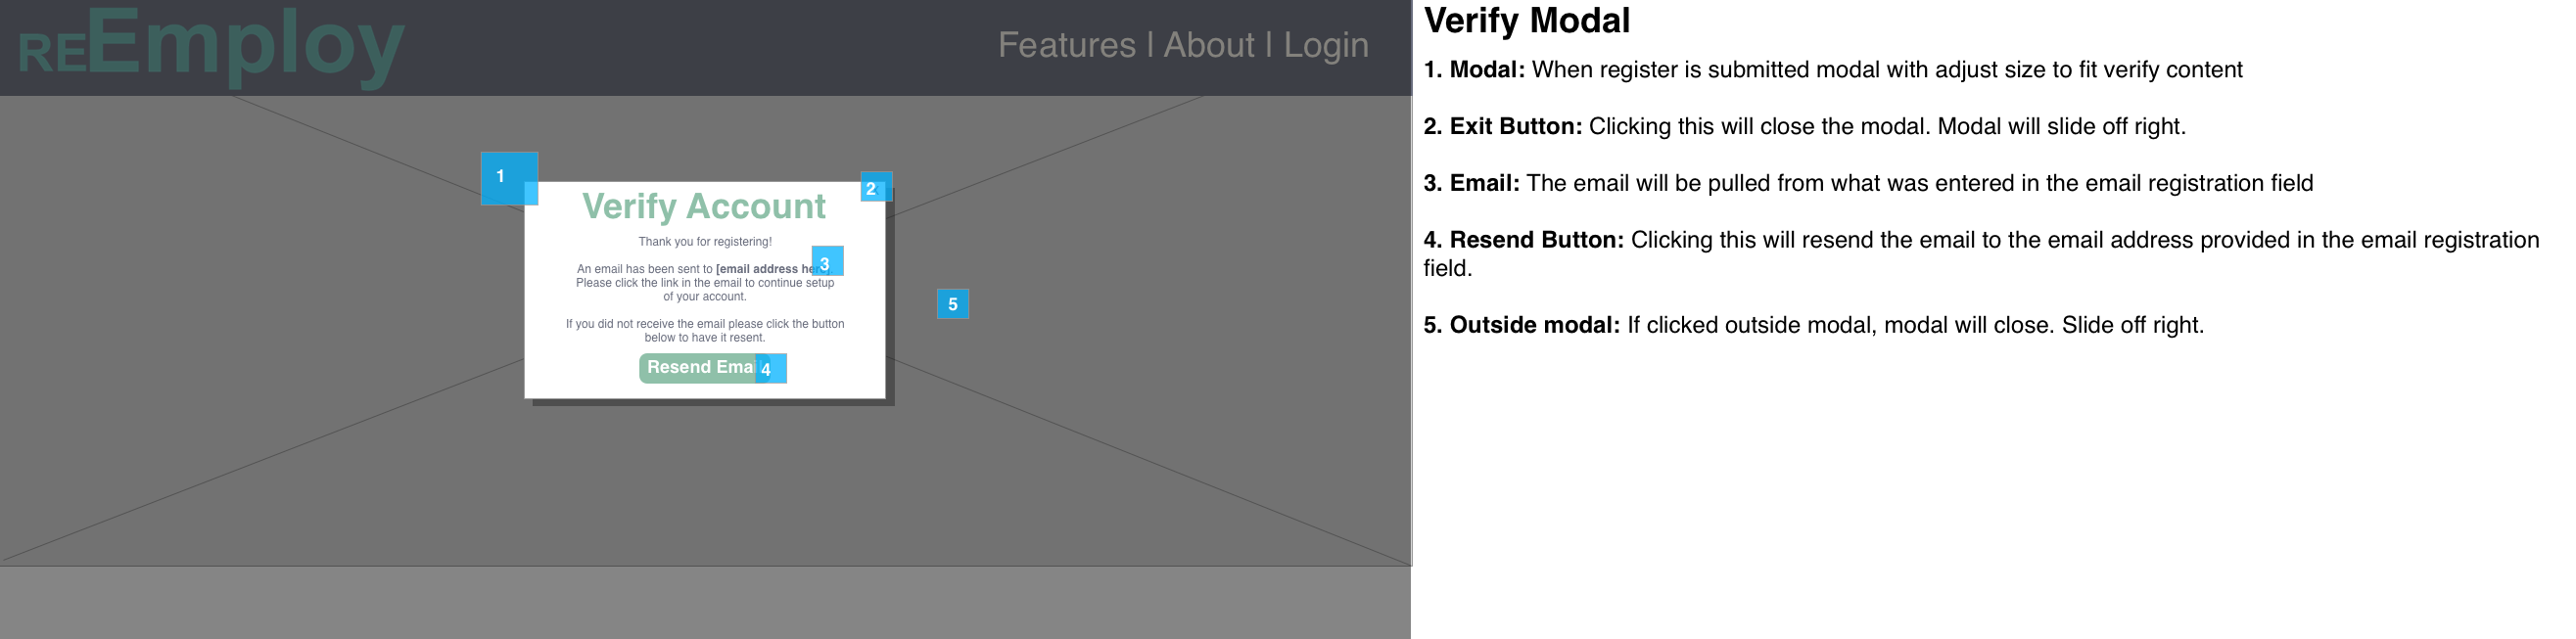 REEmploy
Features | About | Login
1
2
Verify Account
Thank you for registering!
3
An email has been sent to [email address here].
Please click the link in the email to continue setup
of your account.
5
If you did not receive the email please click the button
below to have it resent.
Resend Email
4
Verify Modal
1. Modal: When register is submitted modal with adjust size to fit verify content
2. Exit Button: Clicking this will close the modal. Modal will slide off right.
3. Email: The email will be pulled from what was entered in the email registration field
4. Resend Button: Clicking this will resend the email to the email address provided in the email registration
field.
5. Outside modal: If clicked outside modal, modal will close. Slide off right.